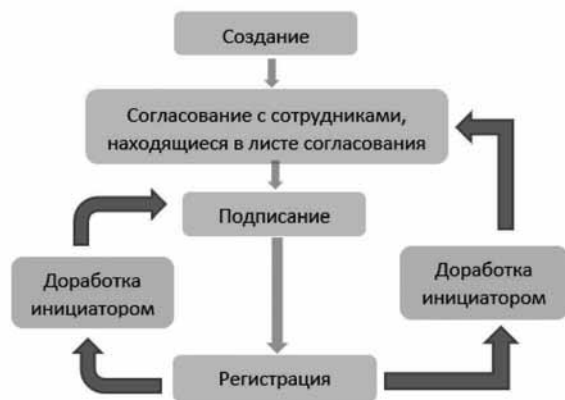 Создание
Согласование с сотрудниками,
находящиеся в листе согласования
Подписание
Доработка
инициатором
Доработка
инициатором
Регистрация